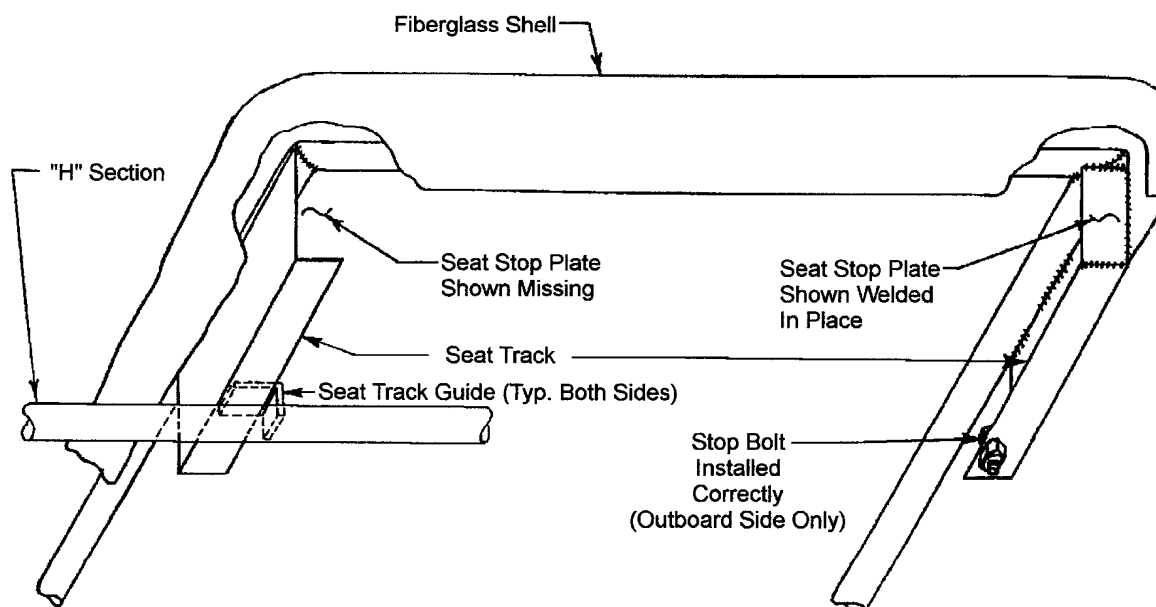 Fiberglass Shell
"H" Section
Seat Stop Plate
Shown Missing
Seat Stop Plate
Shown Welded
In Place
Seat Track
Seat Track Guide (Typ. Both Sides)
Stop Bolt
Installed
Correctly
(Outboard Side Only)